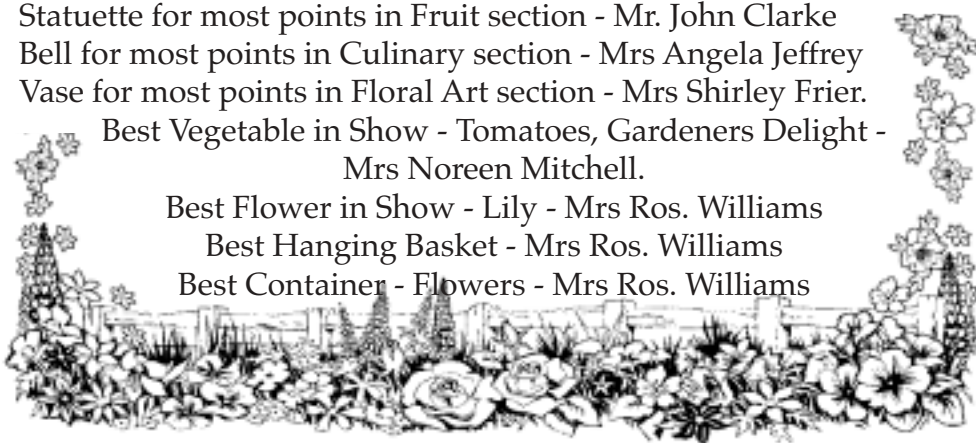 Statuette for most points in Fruit section - Mr. John Clarke
Bell for most points in Culinary section - Mrs Angela Jeffrey
Vase for most points in Floral Art section - Mrs Shirley Frier.
Best Vegetable in Show - Tomatoes, Gardeners Delight -
Mrs Noreen Mitchell.
Best Flower in Show - Lily - Mrs Ros. Williams
Best Hanging Basket - Mrs Ros. Williams
Best Container - Flowers - Mrs Ros. Williams